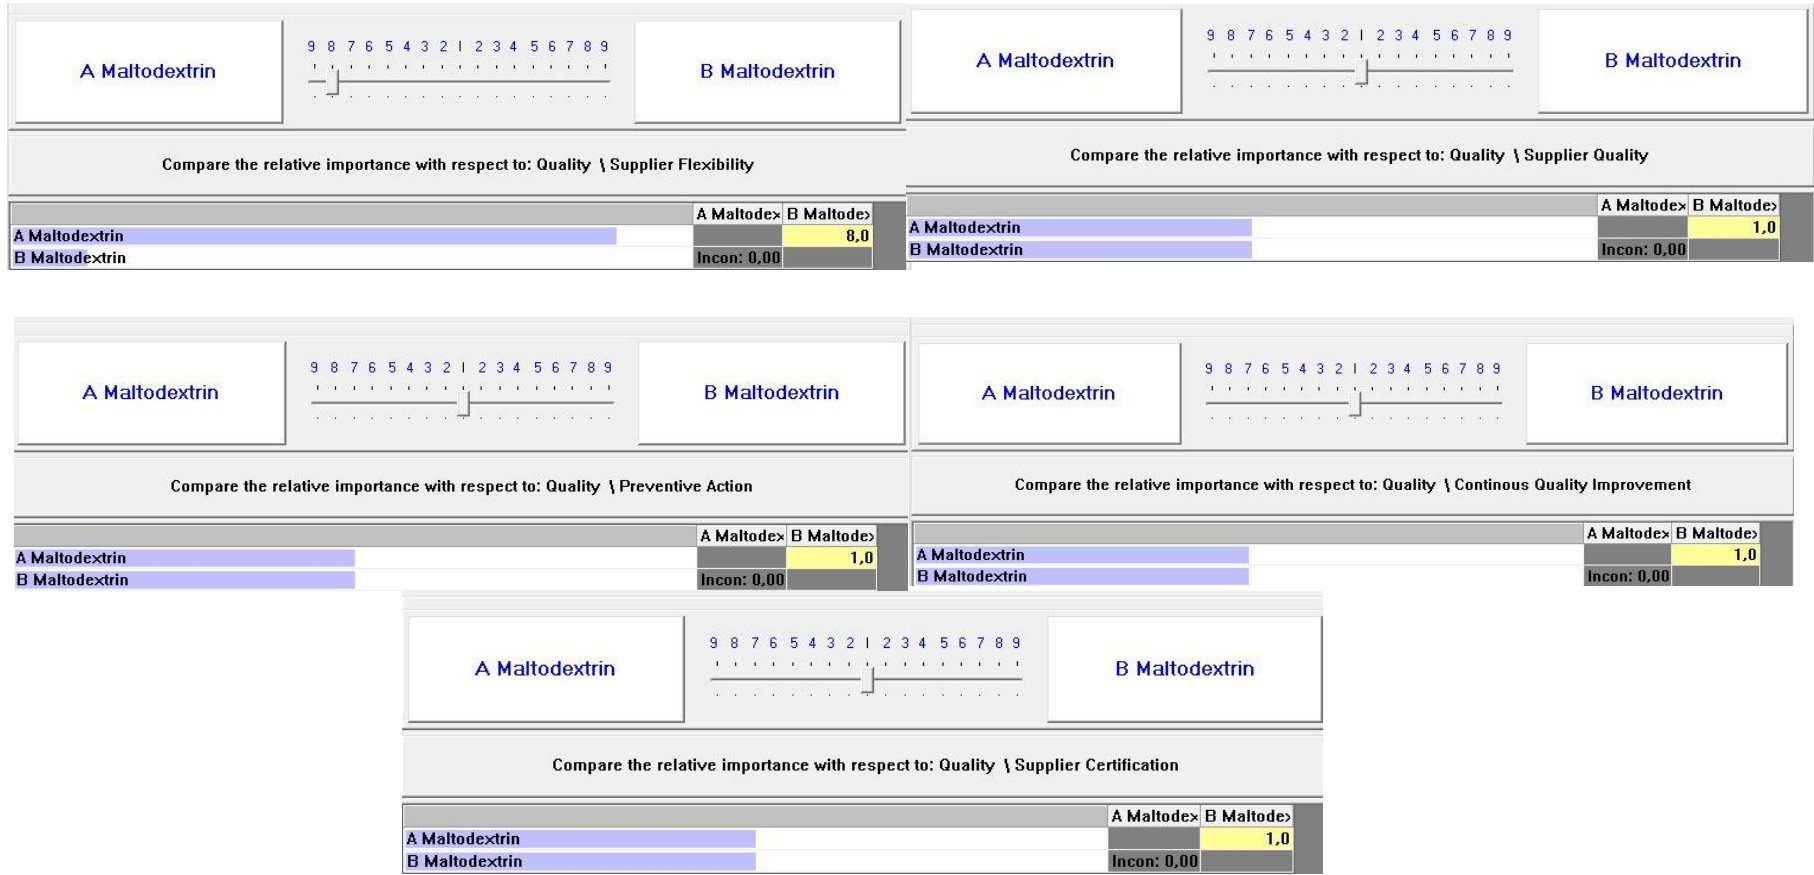 9 8 7 6 5 4 3 2 1 2 3 4 5 6 7 8 9
A Maltodextrin
B Maltodextrin
Compare the relative importance with respect to: Quality \ Supplier Flexibility
A Maltodex B Maltodex
A Maltodextrin 8,0
B Maltodextrin Incon: 0,00
9 8 7 6 5 4 3 2 1 2 3 4 5 6 7 8 9
A Maltodextrin
B Maltodextrin
Compare the relative importance with respect to: Quality \ Supplier Quality
A Maltodex B Maltodex
A Maltodextrin 1,0
B Maltodextrin Incon: 0,00
9 8 7 6 5 4 3 2 1 2 3 4 5 6 7 8 9
A Maltodextrin
B Maltodextrin
Compare the relative importance with respect to: Quality \ Preventive Action
A Maltodex B Maltodex
A Maltodextrin 1,0
B Maltodextrin Incon: 0,00
9 8 7 6 5 4 3 2 1 2 3 4 5 6 7 8 9
A Maltodextrin
B Maltodextrin
Compare the relative importance with respect to: Quality \ Continous Quality Improvement
A Maltodex B Maltodex
A Maltodextrin 1,0
B Maltodextrin Incon: 0,00
9 8 7 6 5 4 3 2 1 2 3 4 5 6 7 8 9
A Maltodextrin
B Maltodextrin
Compare the relative importance with respect to: Quality \ Supplier Certification
A Maltodex B Maltodex
A Maltodextrin 1,0
B Maltodextrin Incon: 0,00